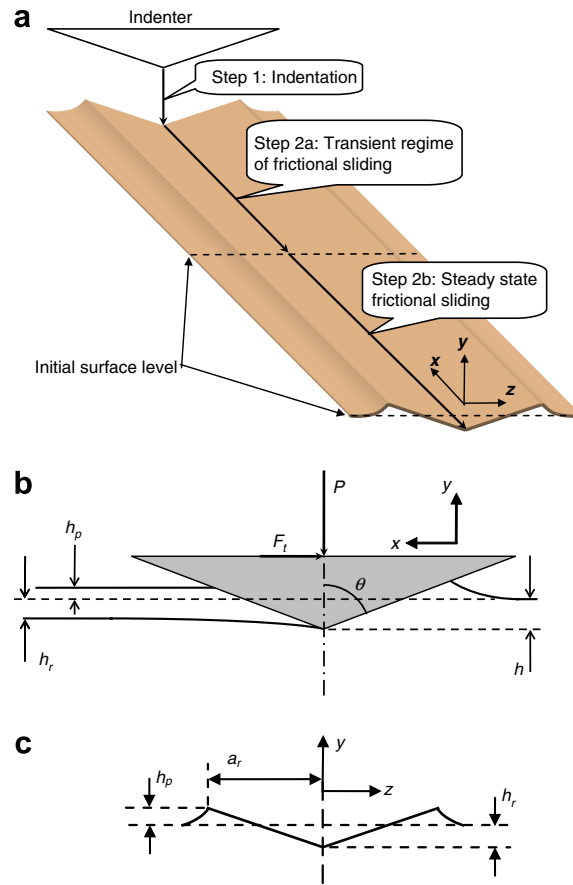 a
Indenter
Step 1: Indentation
Step 2a: Transient regime
of frictional sliding
Step 2b: Steady state
frictional sliding
Initial surface level
y
x
z
b
P
y
h_p
F_t
x
θ
h_r
h
c
y
a_r
h_p
z
h_r